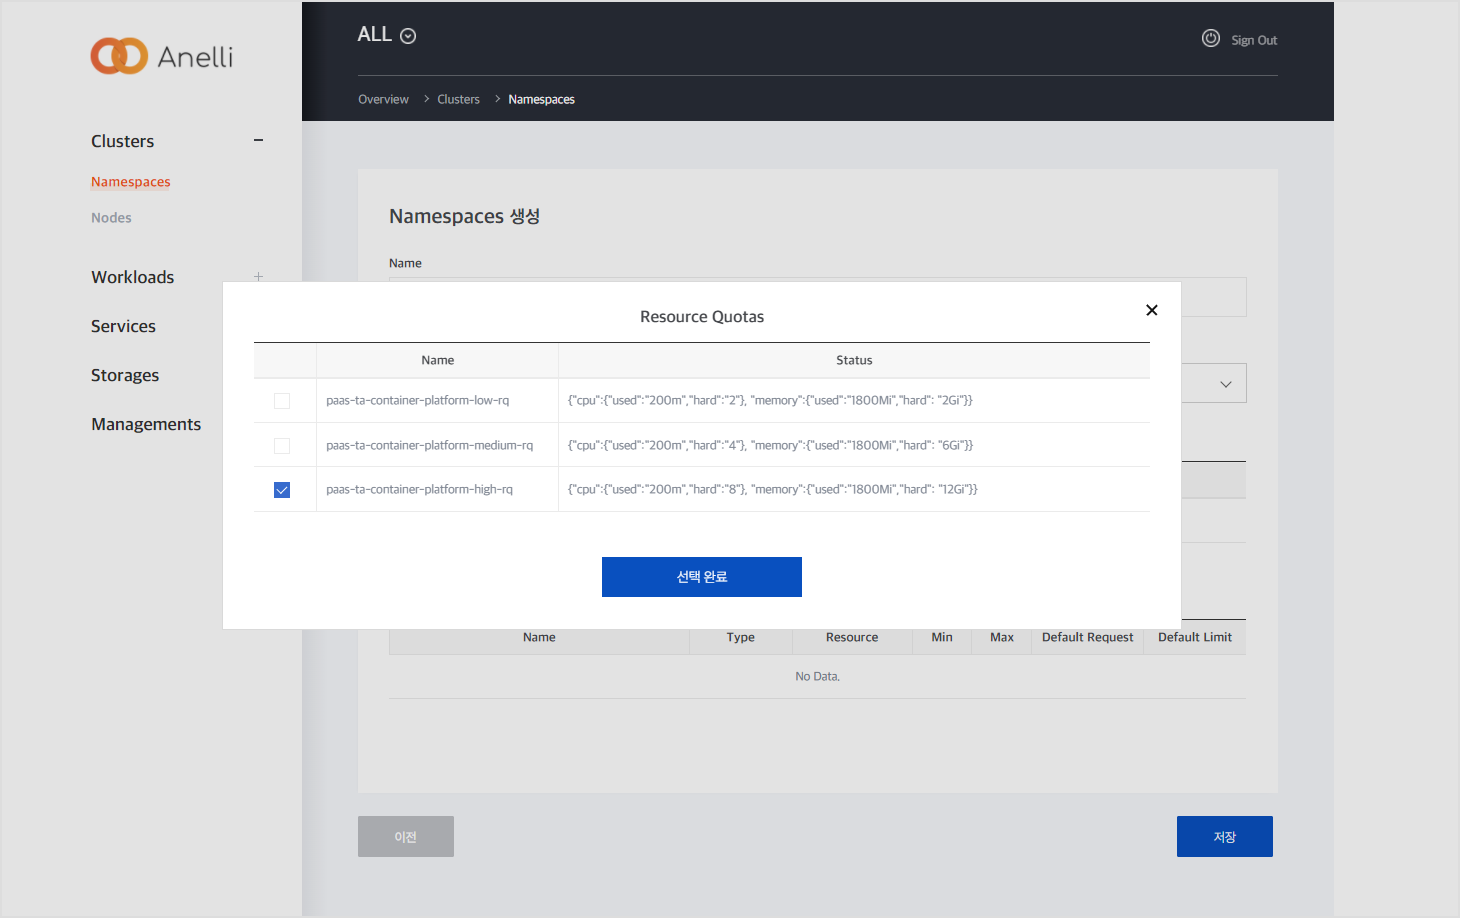 Anelli
ALL
Sign Out
Overview > Clusters > Namespaces
Clusters −
Namespaces
Nodes
Workloads +
Services
Storages
Managements
Namespaces 생성
Name
Resource Quotas
Name Status
paas-ta-container-platform-low-rq {"cpu":{"used":"200m","hard":"2"}, "memory":{"used":"1800Mi","hard": "2Gi"}}
paas-ta-container-platform-medium-rq {"cpu":{"used":"200m","hard":"4"}, "memory":{"used":"1800Mi","hard": "6Gi"}}
paas-ta-container-platform-high-rq {"cpu":{"used":"200m","hard":"8"}, "memory":{"used":"1800Mi","hard": "12Gi"}}
선택 완료
Name Type Resource Min Max Default Request Default Limit
No Data.
이전
저장